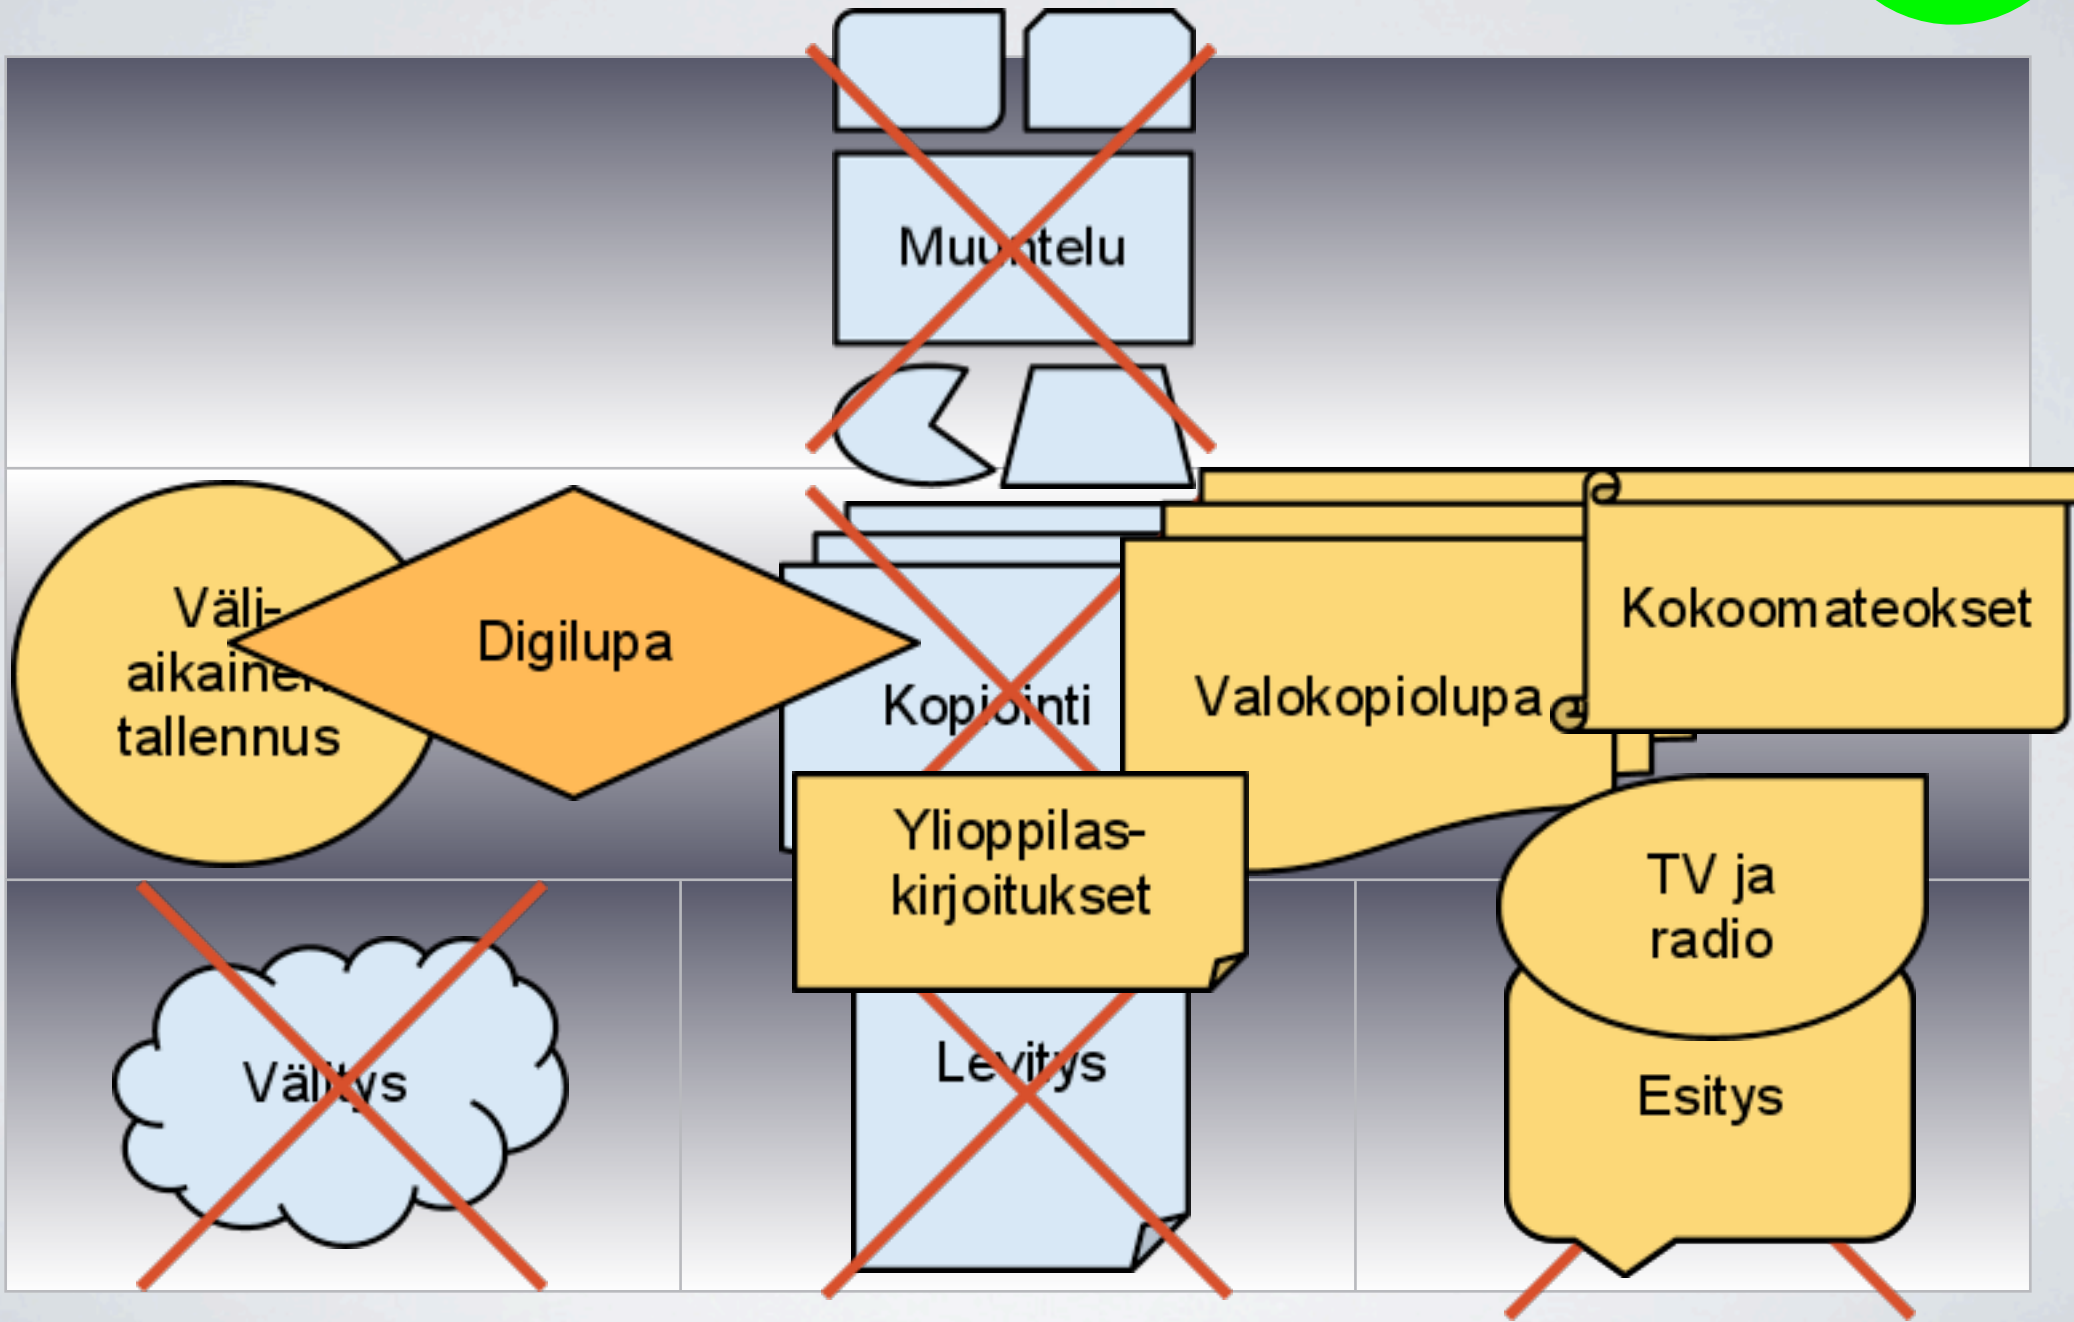 Muuntelu
Väli-
aikainen
tallennus
Digilupa
Kopiointi
Valokopiolupa
Kokoomateokset
Ylioppilas-
kirjoitukset
TV ja
radio
Välitys
Levitys
Esitys